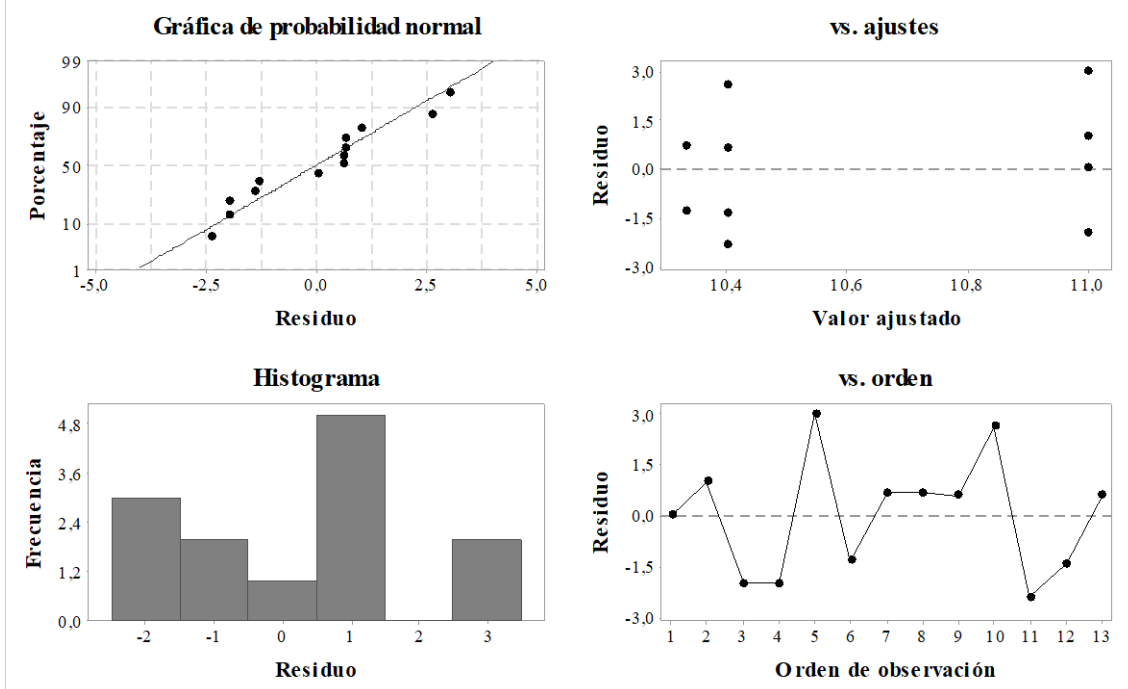 Gráfica de probabilidad normal
99
90
50
10
1
Porcentaje
-5,0 -2,5 0,0 2,5 5,0
Residuo
vs. ajustes
3,0
1,5
0,0
-1,5
-3,0
Residuo
10,4 10,6 10,8 11,0
Valor ajustado
Histograma
4,8
3,6
2,4
1,2
0,0
Frecuencia
-2 -1 0 1 2 3
Residuo
vs. orden
3,0
1,5
0,0
-1,5
-3,0
Residuo
1 2 3 4 5 6 7 8 9 10 11 12 13
Orden de observación